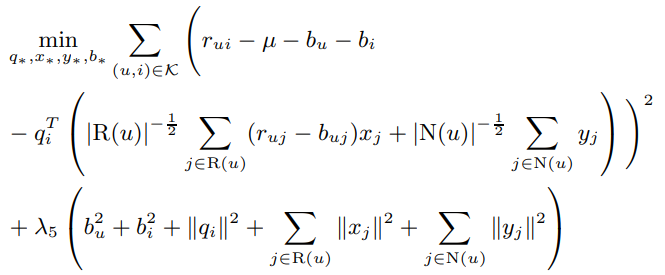 \min_{q_*,x_*,y_*,b_*} \sum_{(u,i)\in\mathcal{K}} \Bigg( r_{ui} - \mu - b_u - b_i
- q_i^T \Bigg( |\mathrm{R}(u)|^{-\frac{1}{2}} \sum_{j\in\mathrm{R}(u)} (r_{uj} - b_{uj})x_j + |\mathrm{N}(u)|^{-\frac{1}{2}} \sum_{j\in\mathrm{N}(u)} y_j \Bigg) \Bigg)^2
+ \lambda_5 \Bigg( b_u^2 + b_i^2 + \|q_i\|^2 + \sum_{j\in\mathrm{R}(u)} \|x_j\|^2 + \sum_{j\in\mathrm{N}(u)} \|y_j\|^2 \Bigg)